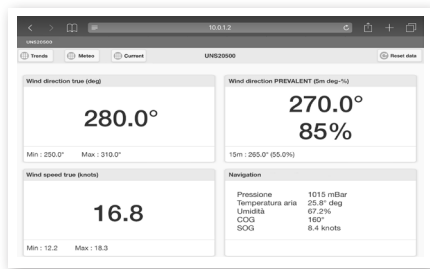 10.0.1.2
UNS20500
Trends Meteo Current UNS20500 Reset data
Wind direction true (deg)
280.0°
Min : 250.0° Max : 310.0°
Wind direction PREVALENT (5m deg-%)
270.0°
85%
15m : 265.0° (55.0%)
Wind speed true (knots)
16.8
Min : 12.2 Max : 18.3
Navigation
Pressione 1015 mBar
Temperatura aria 25.8° deg
Umidità 67.2%
COG 160°
SOG 8.4 knots